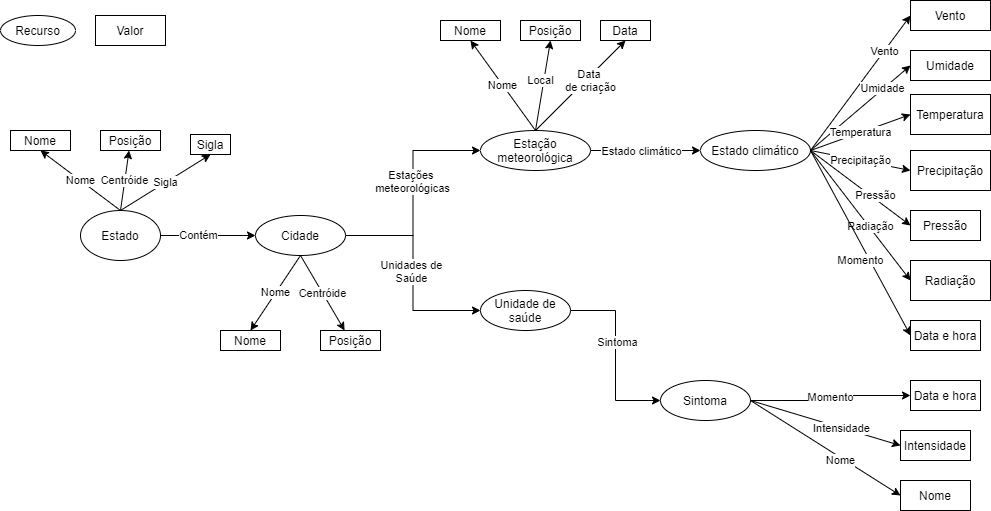 Recurso
Valor
Nome
Posição
Data
Nome
Local
Data
de criação
Estação
meteorológica
Estado climático
Estado climático
Vento
Vento
Umidade
Umidade
Temperatura
Temperatura
Precipitação
Precipitação
Pressão
Pressão
Radiação
Radiação
Momento
Data e hora
Nome
Posição
Sigla
Nome
Centróide
Sigla
Estado
Contém
Cidade
Estações
meteorológicas
Unidades de
Saúde
Nome
Centróide
Nome
Posição
Unidade de
saúde
Sintoma
Sintoma
Momento
Data e hora
Intensidade
Intensidade
Nome
Nome